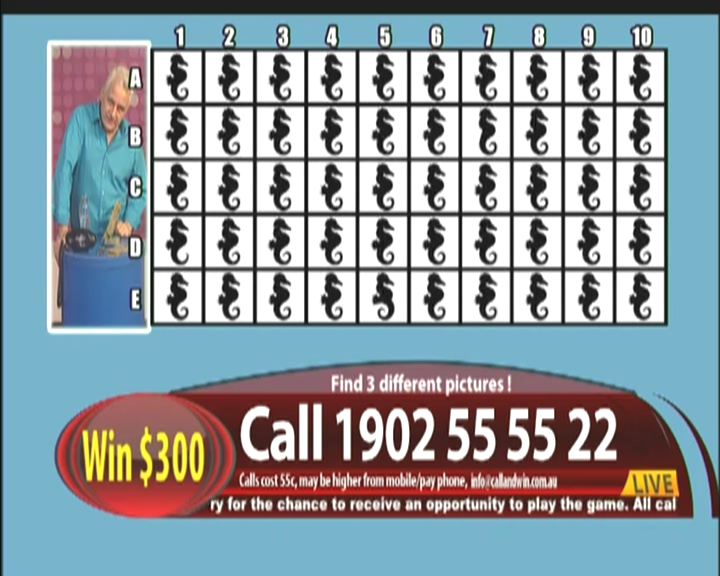 1 2 3 4 5 6 7 8 9 10
A
B
C
D
E
Find 3 different pictures !
Call 1902 55 55 22
Win $300
Calls cost 55c, may be higher from mobile/pay phone, info@callandwin.com.au
LIVE
ry for the chance to receive an opportunity to play the game. All cal